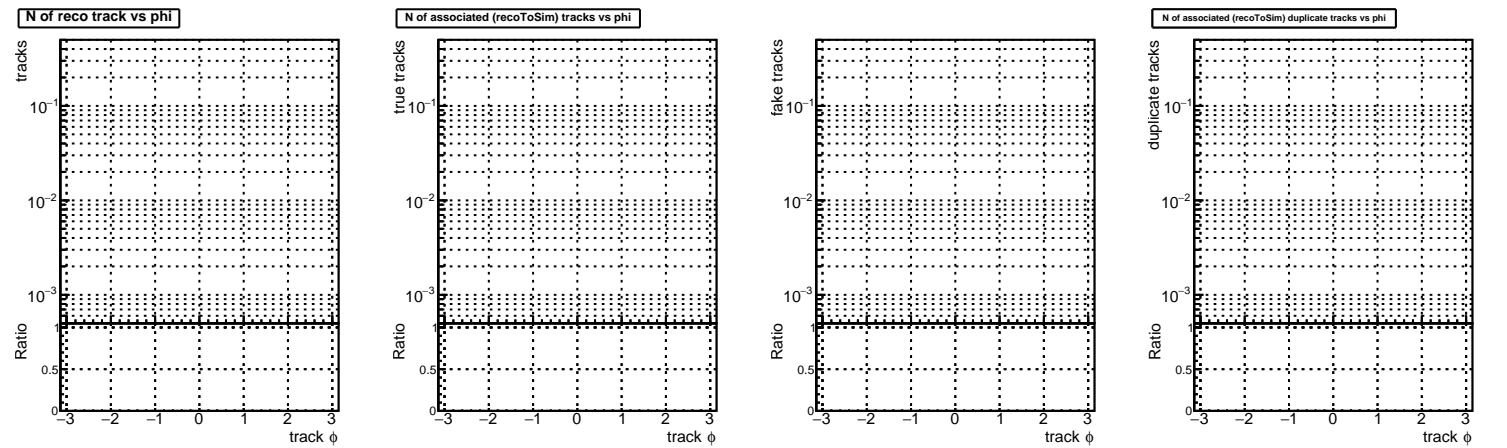 N of reco track vs phi
tracks
10⁻¹
10⁻²
10⁻³
Ratio
1
0.5
0
−3 −2 −1 0 1 2 3
track ϕ
N of associated (recoToSim) tracks vs phi
true tracks
10⁻¹
10⁻²
10⁻³
Ratio
1
0.5
0
−3 −2 −1 0 1 2 3
track ϕ
fake tracks
10⁻¹
10⁻²
10⁻³
Ratio
1
0.5
0
−3 −2 −1 0 1 2 3
track ϕ
N of associated (recoToSim) duplicate tracks vs phi
duplicate tracks
10⁻¹
10⁻²
10⁻³
Ratio
1
0.5
0
−3 −2 −1 0 1 2 3
track ϕ